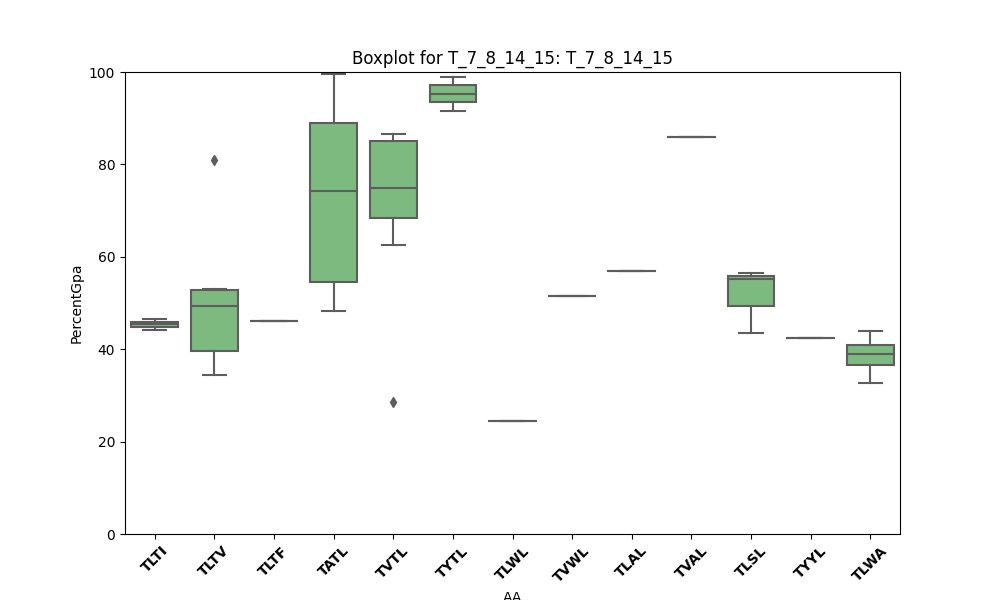 Boxplot for T_7_8_14_15: T_7_8_14_15
PercentGpa
100
80
60
40
20
0
TLTI TLTV TLTF TATL TVTL TYTL TLWL TVWL TLAL TVAL TLSL TYYL TLWA
AA